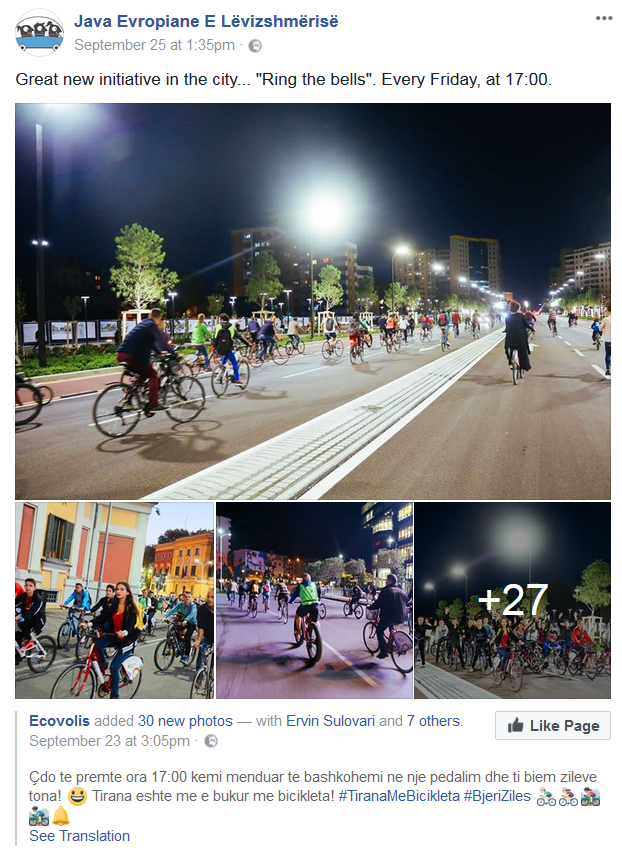 Java Evropiane E Lëvizshmërisë
September 25 at 1:35pm ·
Great new initiative in the city... "Ring the bells". Every Friday, at 17:00.
+27
Ecovolis added 30 new photos — with Ervin Sulovari and 7 others.
September 23 at 3:05pm ·
Like Page
Çdo te premte ora 17:00 kemi menduar te bashkohemi ne nje pedalim dhe ti biem zileve
tona! 😀 Tirana eshte me e bukur me bicikleta! #TiranaMeBicikleta #BjeriZiles 🚴🚴🚵
🚵🔔
See Translation